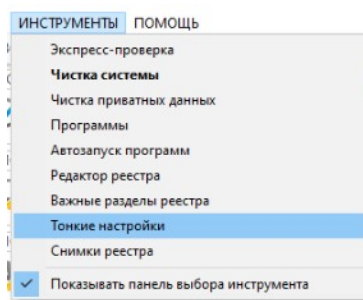 ИНСТРУМЕНТЫ ПОМОЩЬ
Экспресс-проверка
Чистка системы
Чистка приватных данных
Программы
Автозапуск программ
Редактор реестра
Важные разделы реестра
Тонкие настройки
Снимки реестра
Показывать панель выбора инструмента